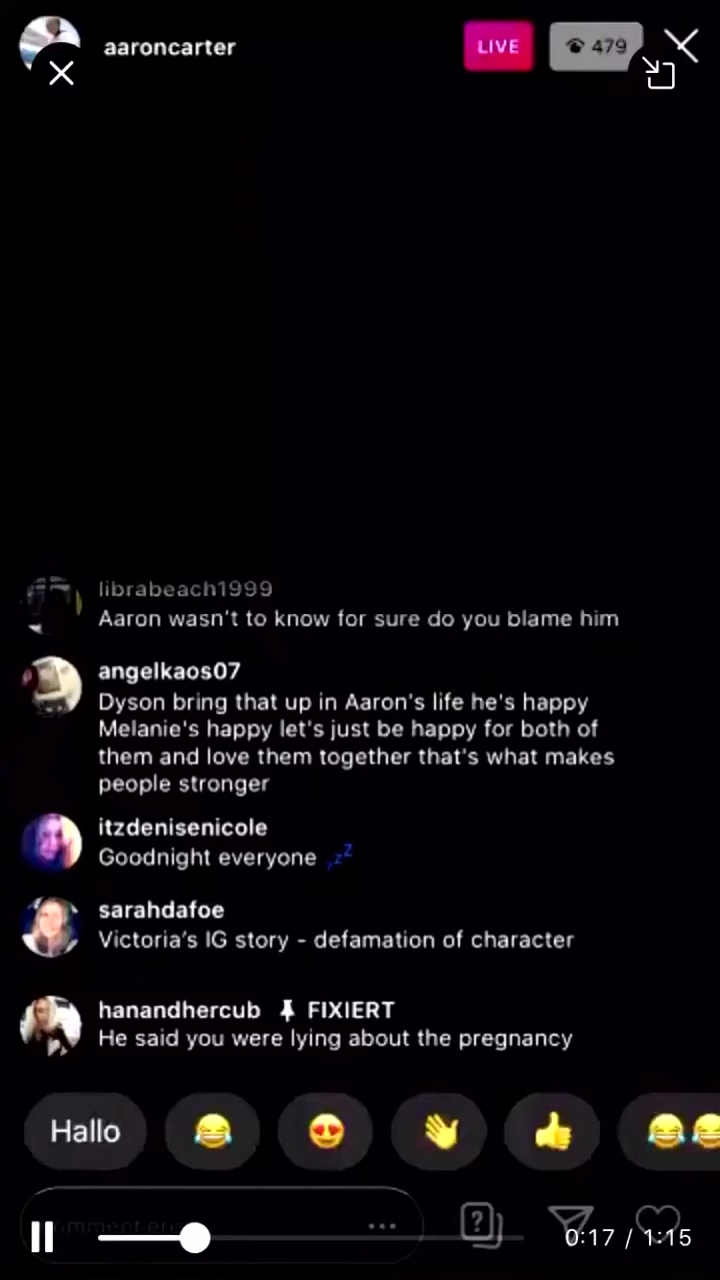 aaroncarter
LIVE
479
librabeach1999
Aaron wasn't to know for sure do you blame him
angelkaos07
Dyson bring that up in Aaron's life he's happy
Melanie's happy let's just be happy for both of
them and love them together that's what makes
people stronger
itzdenisenicole
Goodnight everyone 💤
sarahdafoe
Victoria's IG story - defamation of character
hanandhercub 📌 FIXIERT
He said you were lying about the pregnancy
Hallo 😂 😍 👋 👍 😂😂
0:17 / 1:15